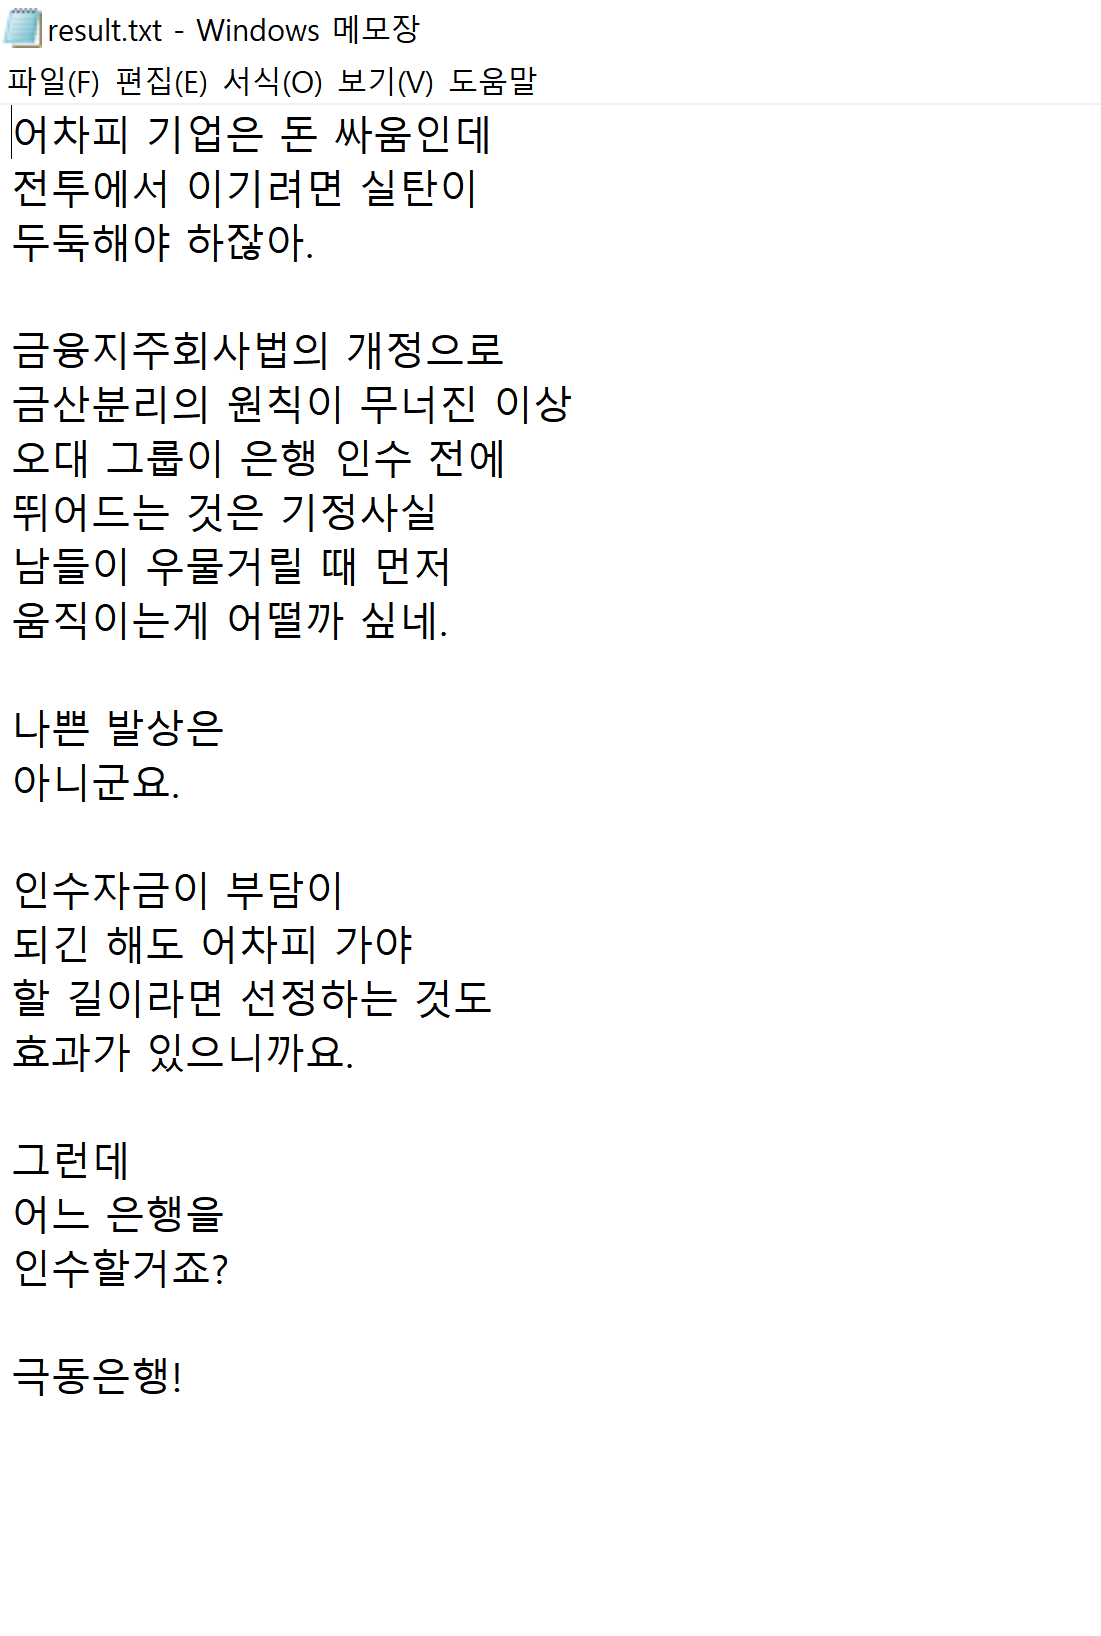 result.txt - Windows 메모장
파일(F) 편집(E) 서식(O) 보기(V) 도움말
어차피 기업은 돈 싸움인데
전투에서 이기려면 실탄이
두둑해야 하잖아.
금융지주회사법의 개정으로
금산분리의 원칙이 무너진 이상
오대 그룹이 은행 인수 전에
뛰어드는 것은 기정사실
남들이 우물거릴 때 먼저
움직이는게 어떨까 싶네.
나쁜 발상은
아니군요.
인수자금이 부담이
되긴 해도 어차피 가야
할 길이라면 선정하는 것도
효과가 있으니까요.
그런데
어느 은행을
인수할거죠?
극동은행!